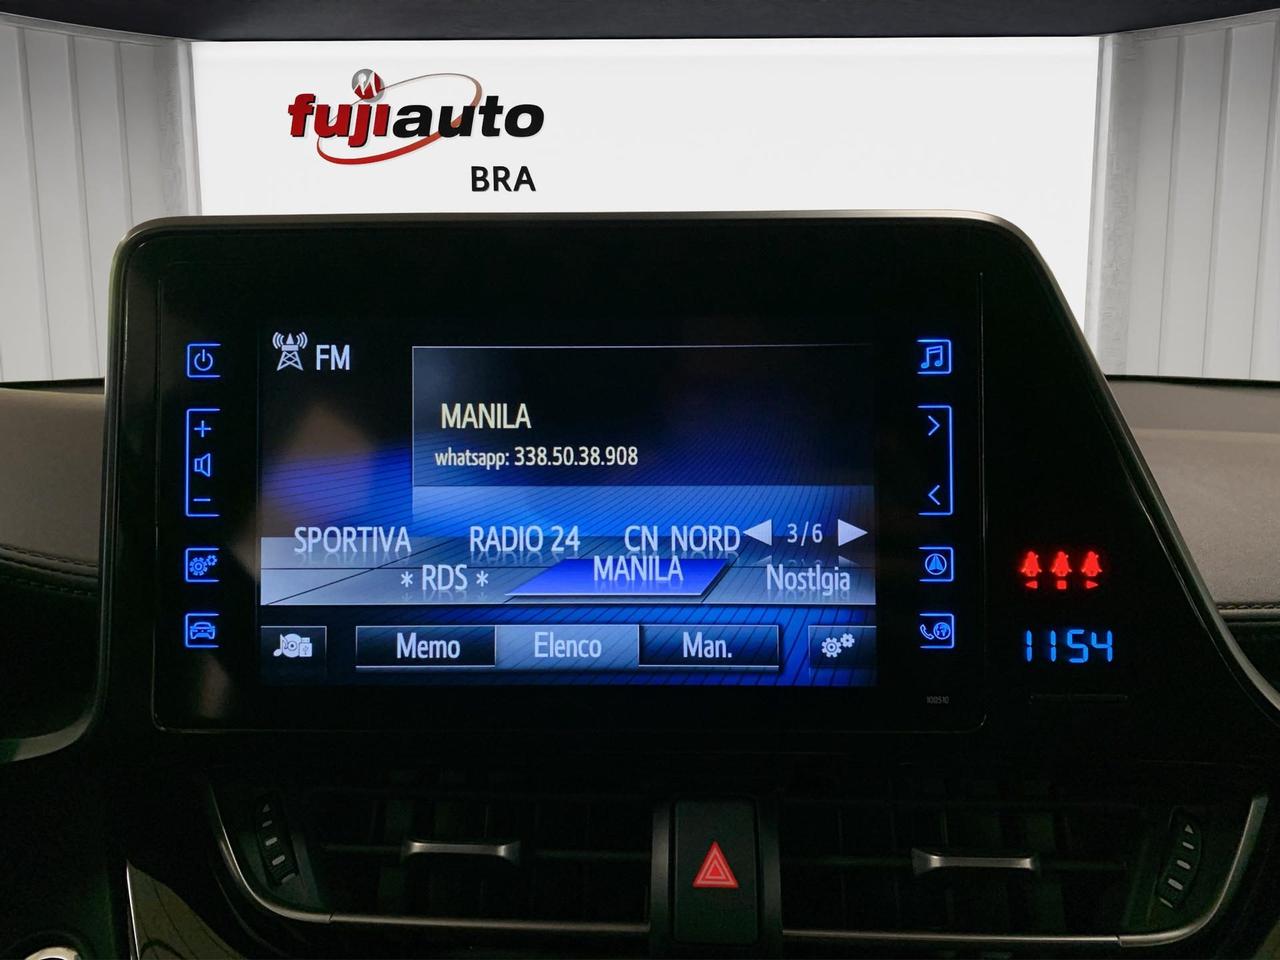 fujiauto
BRA
FM
MANILA
whatsapp: 338.50.38.908
SPORTIVA RADIO 24 CN NORD 3/6
* RDS * MANILA Nostlgia
Memo Elenco Man.
1154
100510